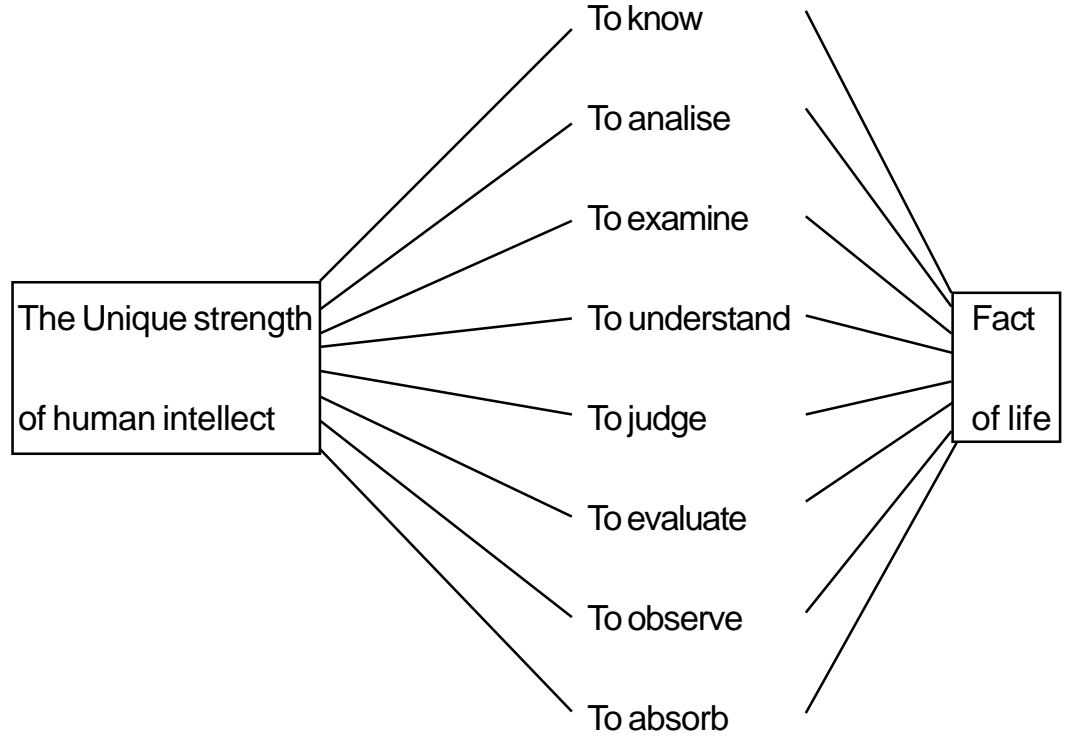 To know
To analise
To examine
The Unique strength
of human intellect
To understand
To judge
To evaluate
To observe
To absorb
Fact
of life